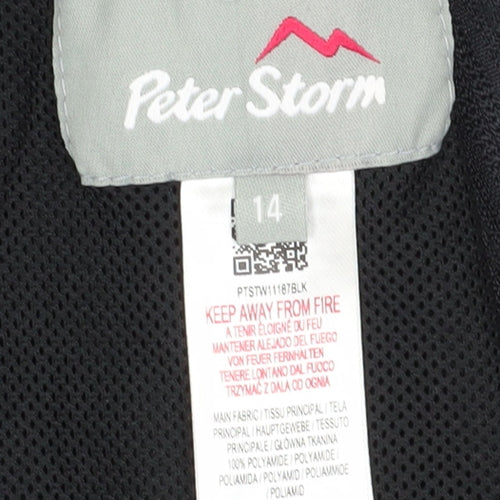 Peter Storm
14
PTSTW11167BLK
KEEP AWAY FROM FIRE
A TENIR ÉLOIGNÉ DU FEU
MANTENER ALEJADO DEL FUEGO
VON FEUER FERNHALTEN
TENERE LONTANO DAL FUOCO
TRZYMAĆ Z DALA OD OGNIA
MAIN FABRIC / TISSU PRINCIPAL / TELA
PRINCIPAL / HAUPTGEWEBE / TESSUTO
PRINCIPALE / GŁÓWNA TKANINA
100% POLYAMIDE / POLYAMIDE /
POLIAMIDA / POLYAMID / POLIAMMIDE
/ POLIAMID